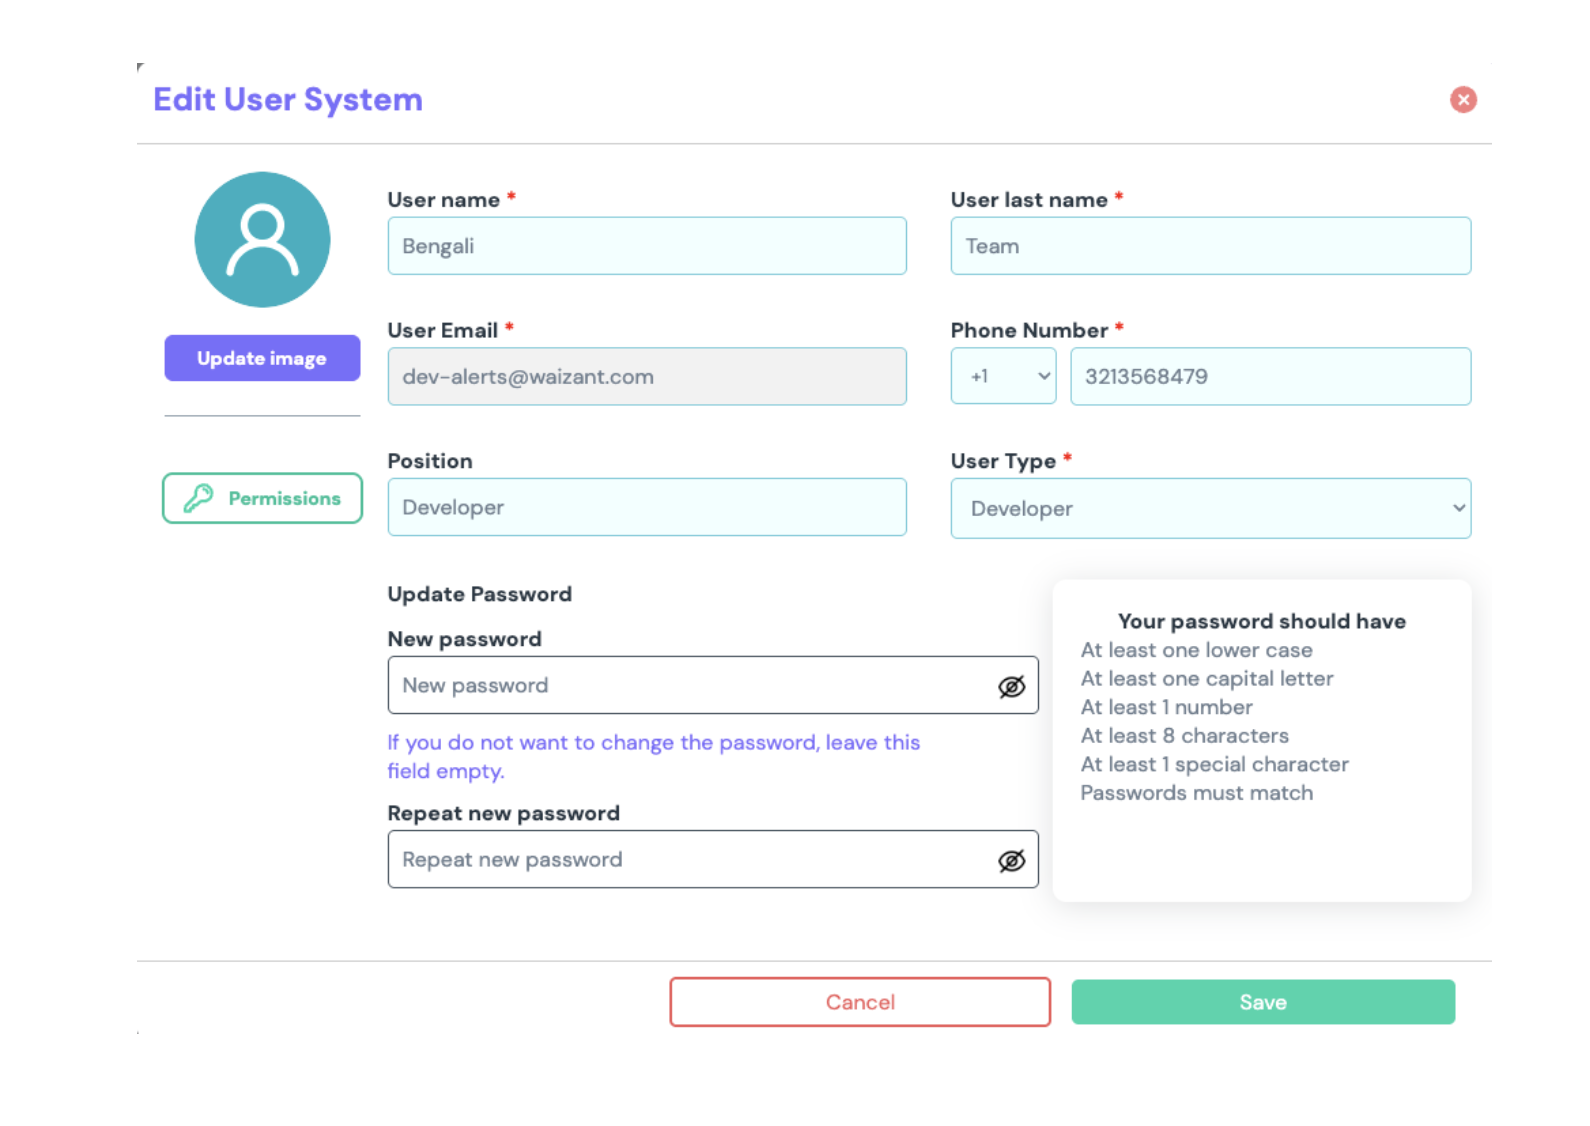 Edit User System
User name *
User last name *
Bengali
Team
User Email *
Phone Number *
dev-alerts@waizant.com
+1
3213568479
Update image
Position
User Type *
Permissions
Developer
Developer
Update Password
New password
New password
If you do not want to change the password, leave this
field empty.
Repeat new password
Repeat new password
Your password should have
At least one lower case
At least one capital letter
At least 1 number
At least 8 characters
At least 1 special character
Passwords must match
Cancel
Save